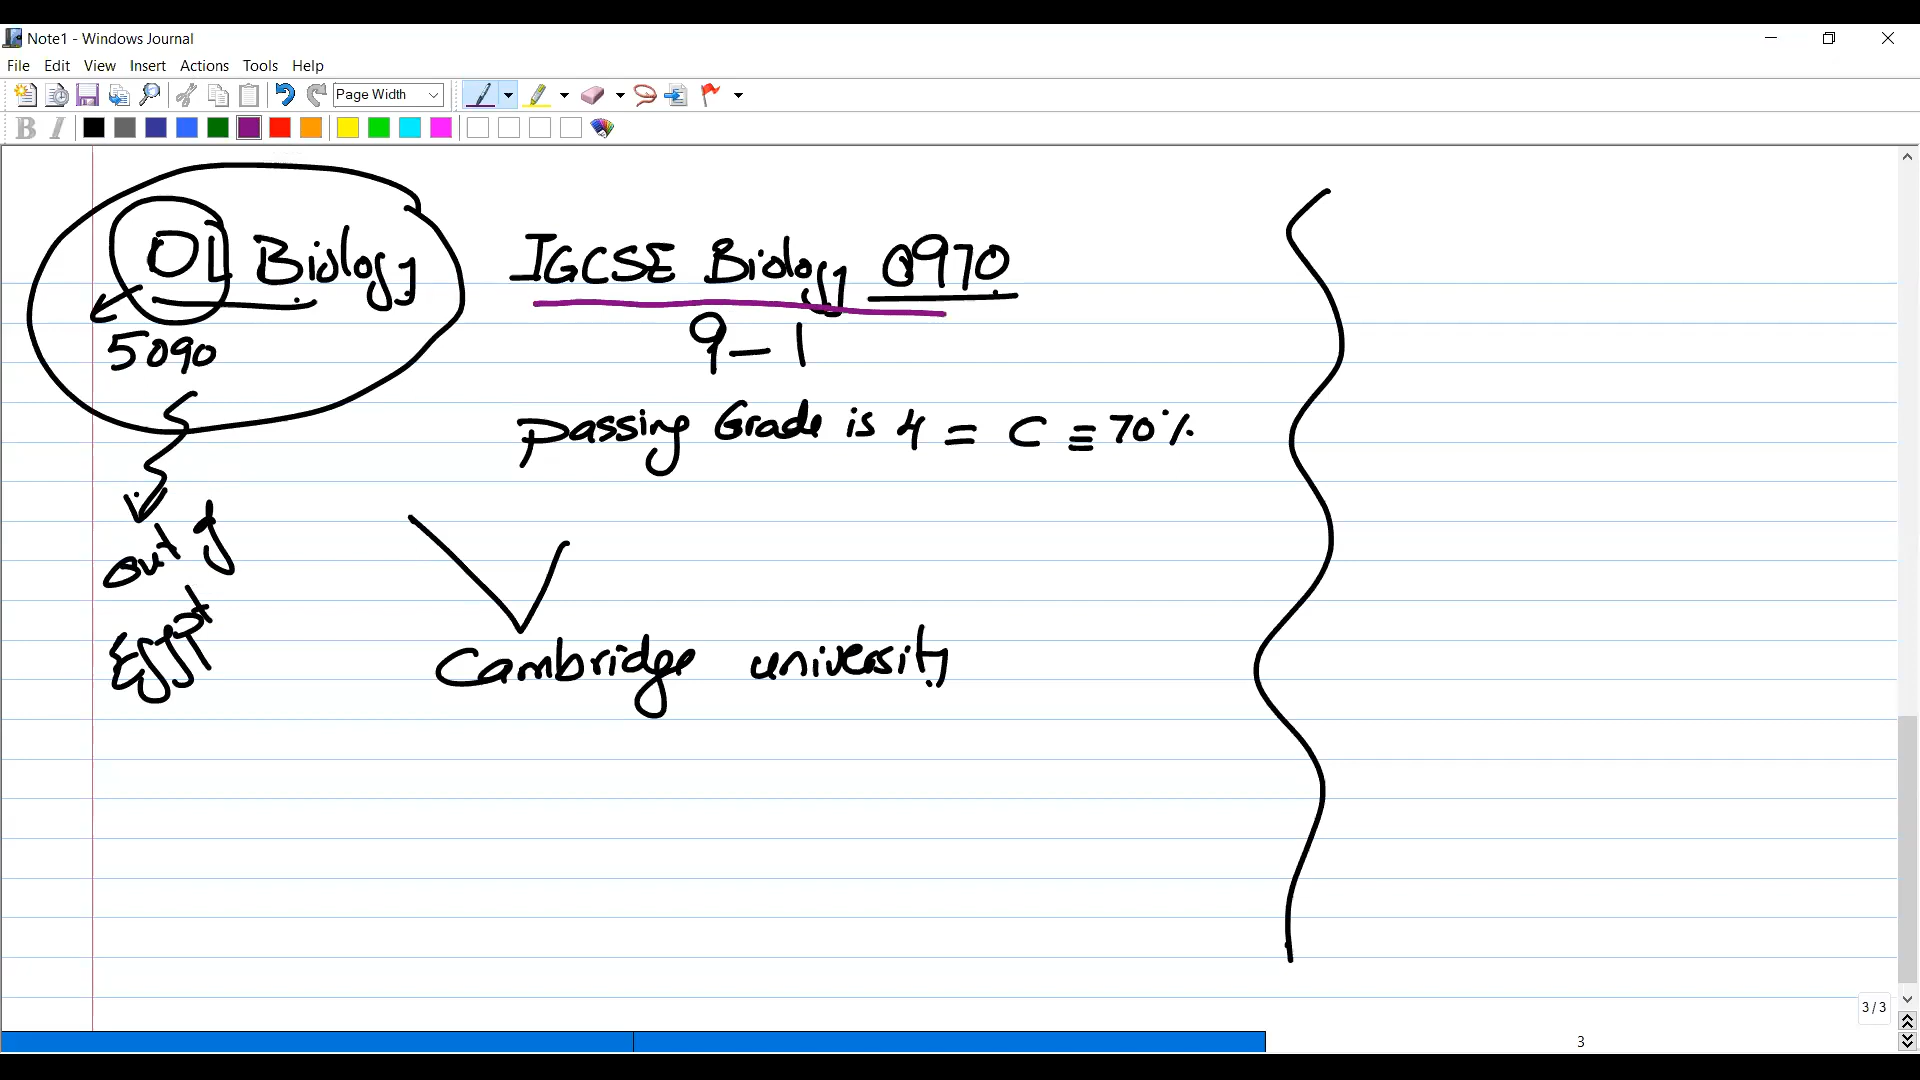 Note1 - Windows Journal
File Edit View Insert Actions Tools Help
Page Width
B I
OL Biology IGCSE Biology 0970
5090 9-1
passing Grade is 4 = C ≡ 70%
out of
Egypt
Cambridge university
3/3
3